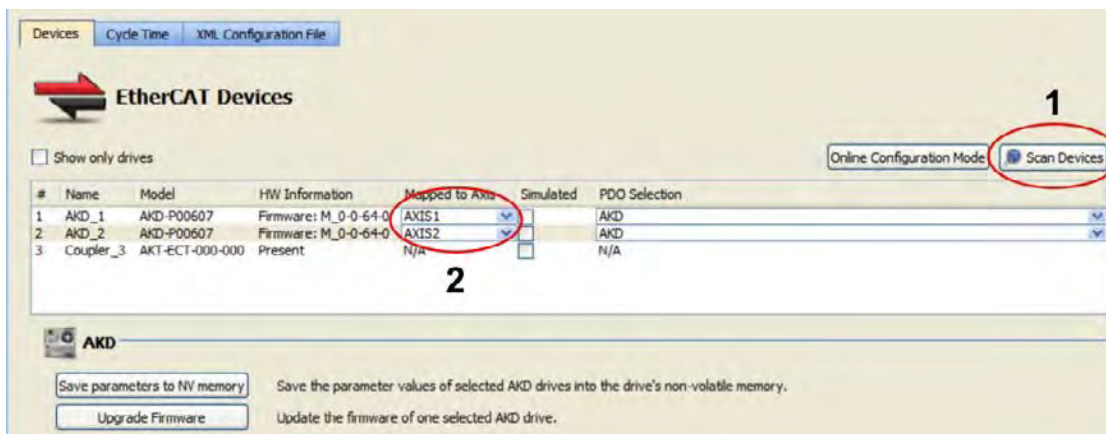 Devices Cycle Time XML Configuration File
EtherCAT Devices
1
Show only drives Online Configuration Mode Scan Devices
# Name Model HW Information Mapped to Axis Simulated PDO Selection
1 AKD_1 AKD-P00607 Firmware: M_0-0-64-0 AXIS1 AKD
2 AKD_2 AKD-P00607 Firmware: M_0-0-64-0 AXIS2 AKD
3 Coupler_3 AKT-ECT-000-000 Present N/A N/A
2
AKD
Save parameters to NV memory Save the parameter values of selected AKD drives into the drive's non-volatile memory.
Upgrade Firmware Update the firmware of one selected AKD drive.